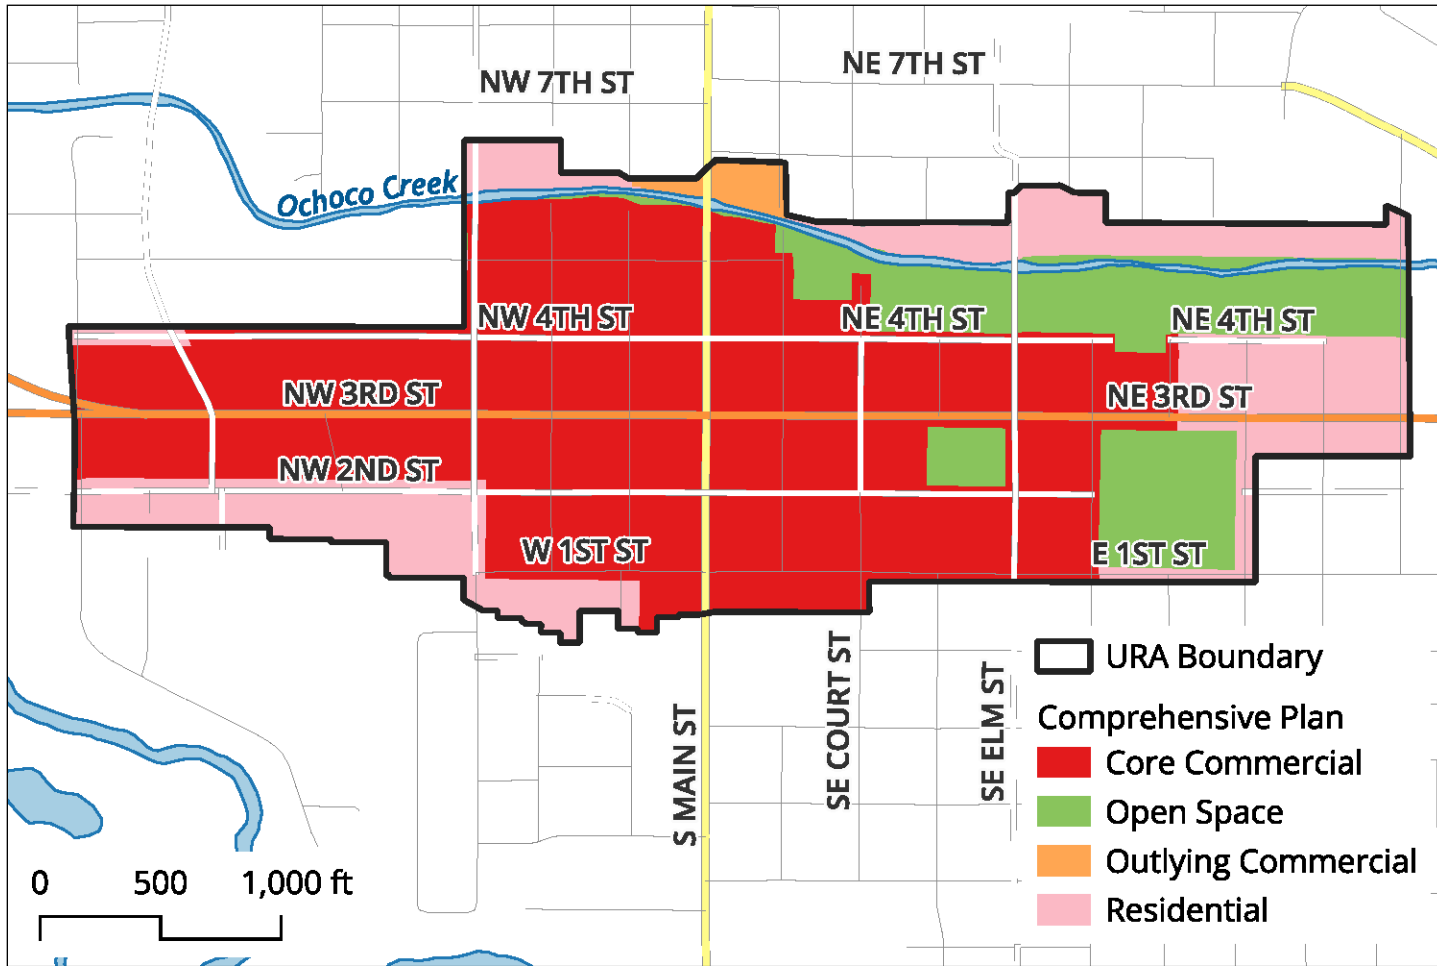 NE 7TH ST
NW 7TH ST
Ochoco Creek
NW 4TH ST
NE 4TH ST
NE 4TH ST
NW 3RD ST
NE 3RD ST
NW 2ND ST
W 1ST ST
E 1ST ST
S MAIN ST
SE COURT ST
SE ELM ST
URA Boundary
Comprehensive Plan
Core Commercial
Open Space
Outlying Commercial
Residential
0 500 1,000 ft